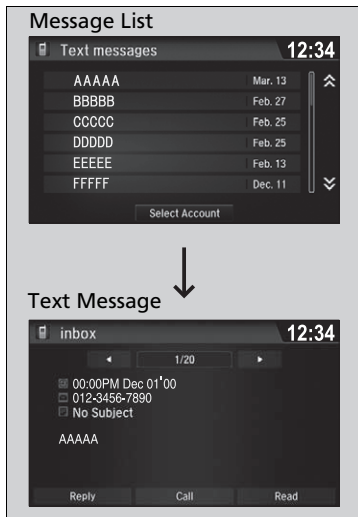 Message List
Text messages 12:34
AAAAA Mar. 13
BBBBB Feb. 27
CCCCC Feb. 25
DDDDD Feb. 25
EEEEE Feb. 13
FFFFF Dec. 11
Select Account
Text Message
inbox 12:34
1/20
00:00PM Dec 01'00
012-3456-7890
No Subject
AAAAA
Reply Call Read